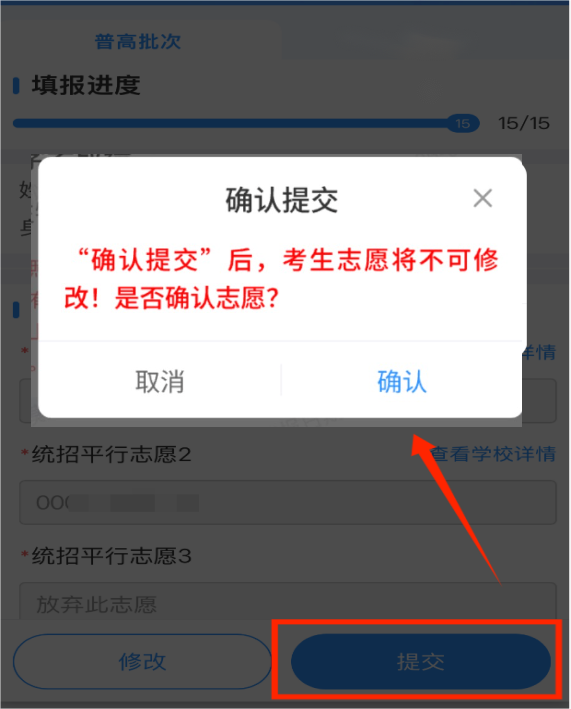 普高批次
填报进度
15 15/15
确认提交
“确认提交”后，考生志愿将不可修
改！是否确认志愿？
取消 确认
详情
*统招平行志愿2 查看学校详情
*统招平行志愿3
放弃此志愿
修改 提交